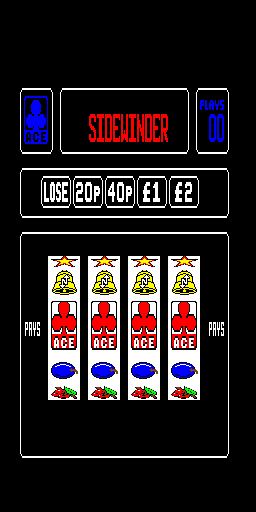 PLAYS
ACE
SIDEWINDER
00
LOSE 20P 40P £1 £2
N N N N
PAYS PAYS
ACE ACE ACE ACE